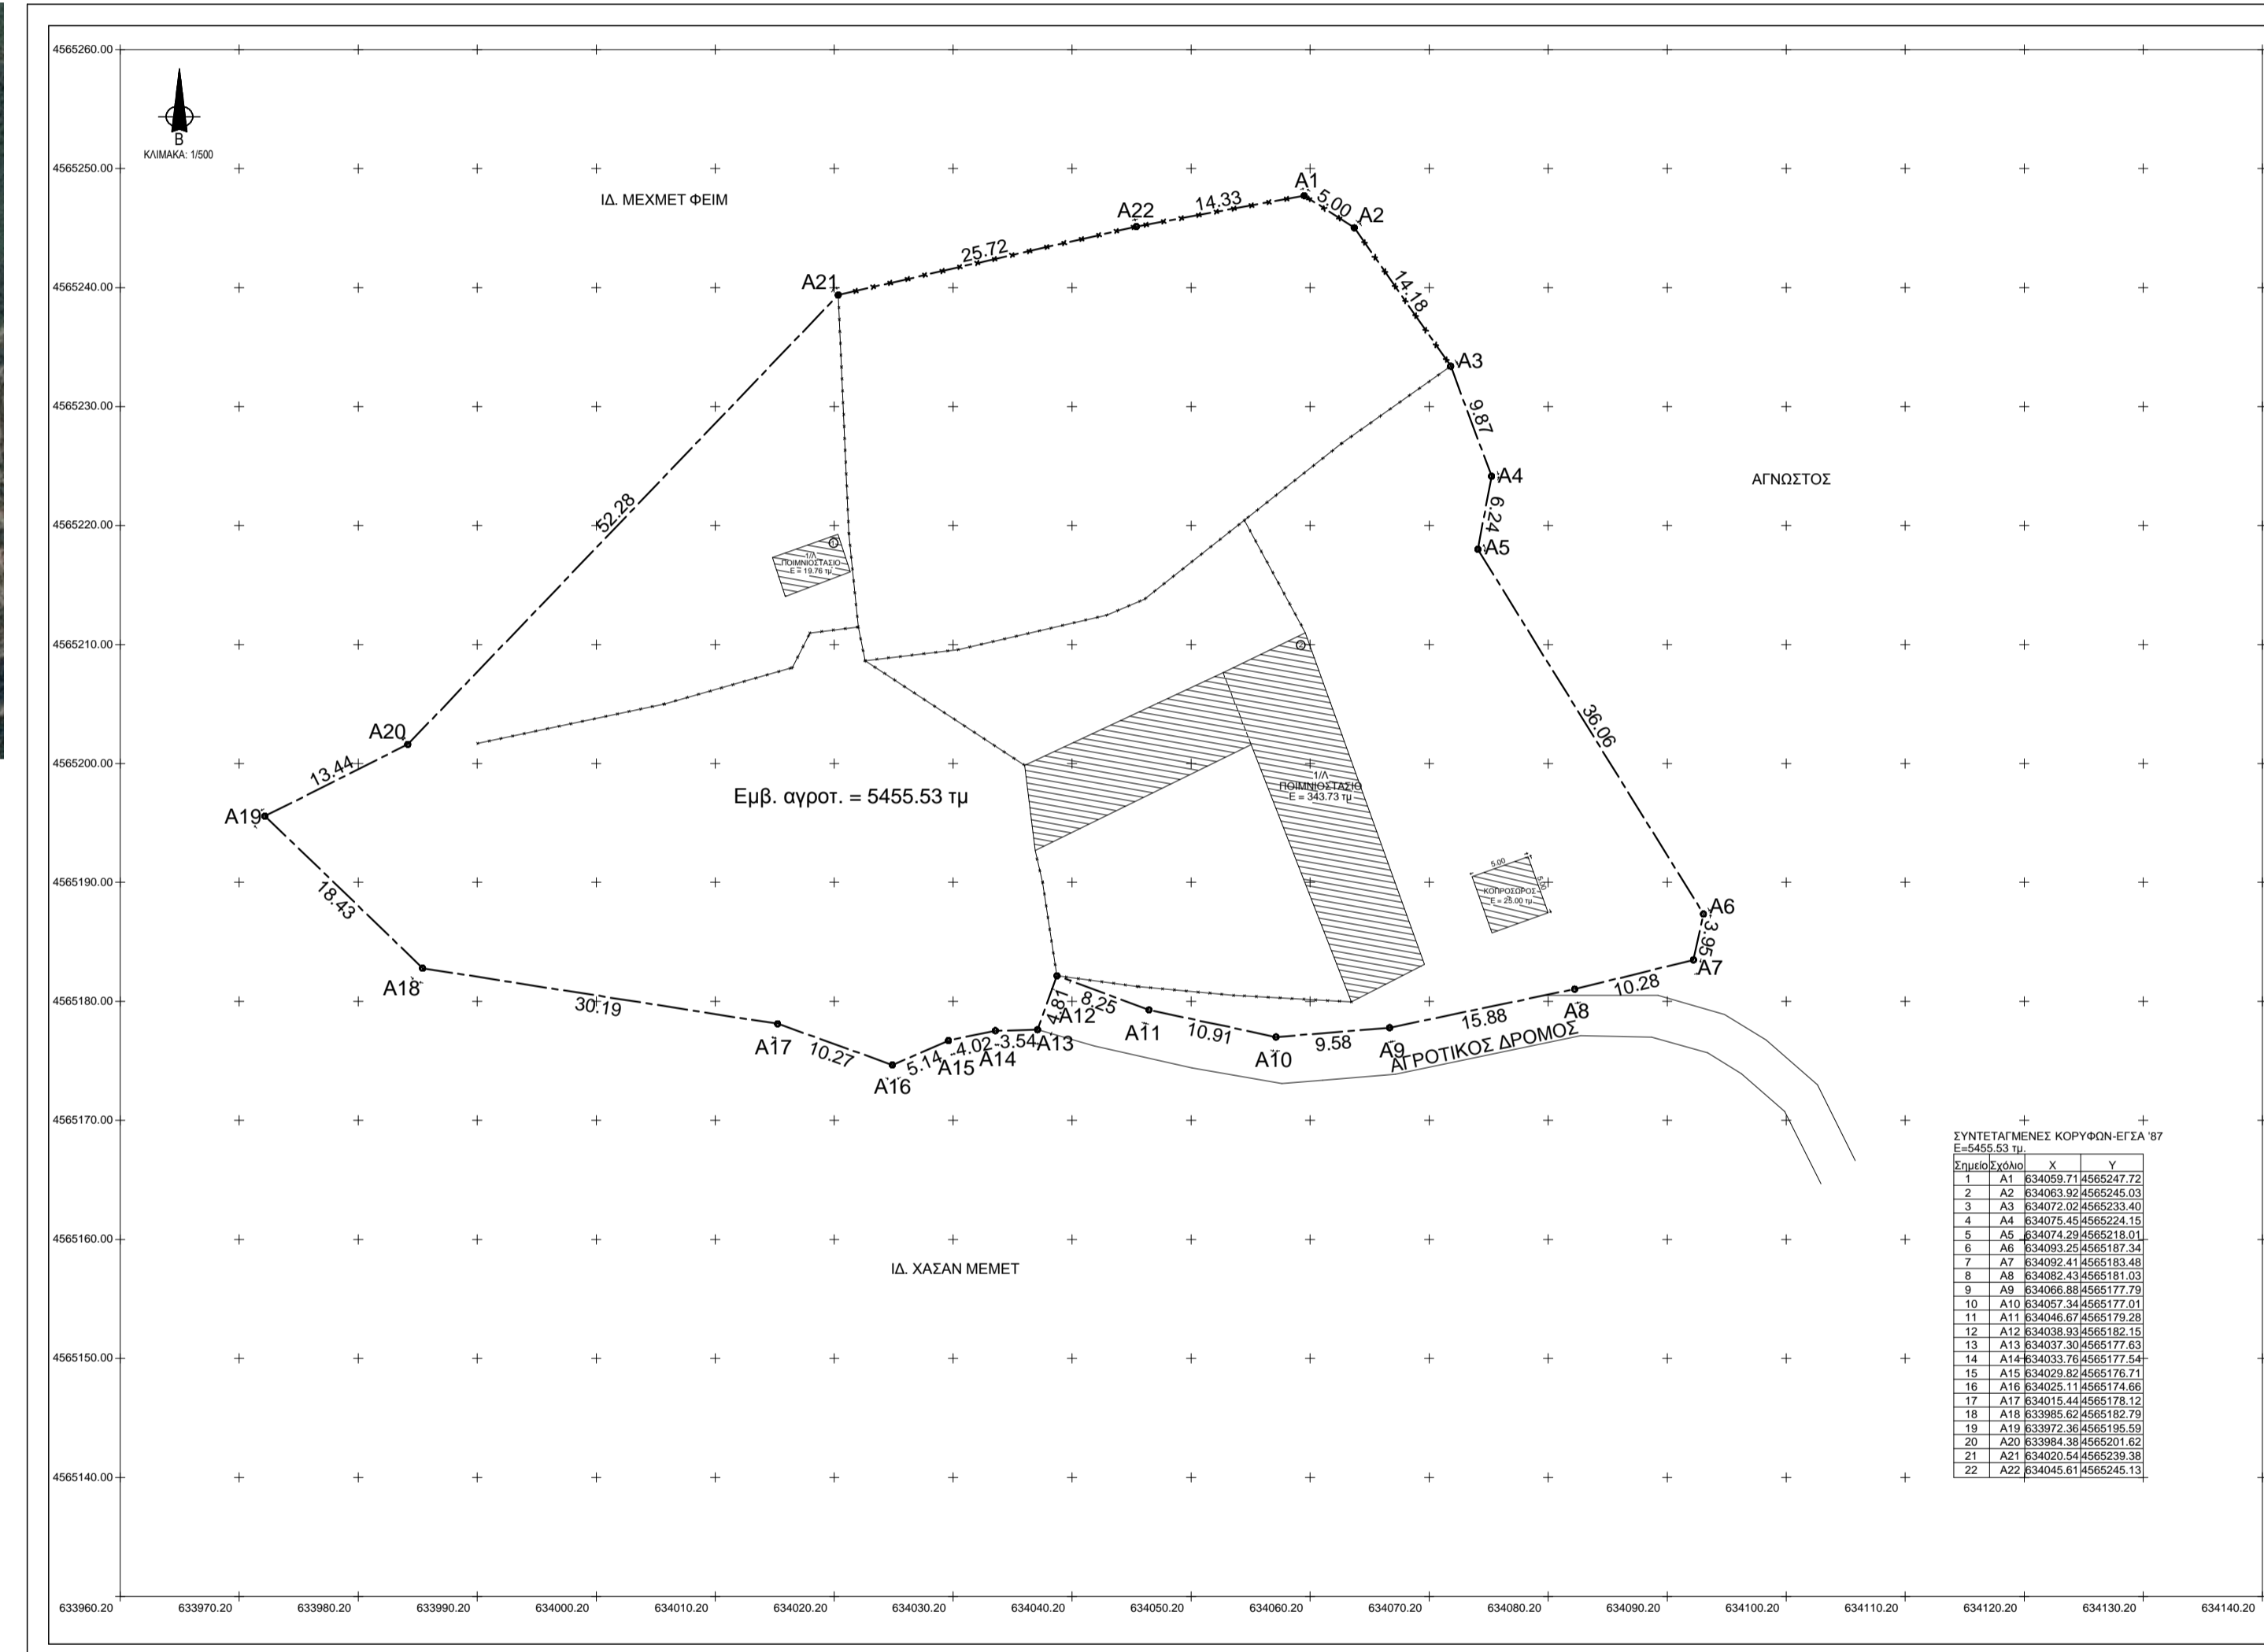 4565260.00
4565250.00
4565240.00
4565230.00
4565220.00
4565210.00
4565200.00
4565190.00
4565180.00
4565170.00
4565160.00
4565150.00
4565140.00
Β
ΚΛΙΜΑΚΑ: 1/500
ΙΔ. ΜΕΧΜΕΤ ΦΕΙΜ
A1
14.33
5.00
A2
A22
25.72
14.18
A21
A3
9.87
A4
ΑΓΝΩΣΤΟΣ
6.24
A5
52.28
1/Λ
ΠΟΙΜΝΙΟΣΤΑΣΙΟ
Ε = 19.76 τμ
36.06
A20
13.44
A19
Εμβ. αγροτ. = 5455.53 τμ
1/Λ
ΠΟΙΜΝΙΟΣΤΑΣΙΟ
Ε = 343.73 τμ
5.00
5.00
ΚΟΠΡΟΣΩΡΟΣ
Ε = 25.00 τμ
18.43
A6
3.95
A7
A18
30.19
10.28
4.81
8.25
A12
A8
A11
15.88
10.91
A17
10.27
5.14
4.02
3.54
A13
A14
A15
A16
A10
9.58
A9
ΑΓΡΟΤΙΚΟΣ ΔΡΟΜΟΣ
ΙΔ. ΧΑΣΑΝ ΜΕΜΕΤ
ΣΥΝΤΕΤΑΓΜΕΝΕΣ ΚΟΡΥΦΩΝ-ΕΓΣΑ '87
Ε=5455.53 τμ.
Σημείο Σχόλιο X Y
1 A1 634059.71 4565247.72
2 A2 634063.92 4565245.03
3 A3 634072.02 4565233.40
4 A4 634075.45 4565224.15
5 A5 634074.29 4565218.01
6 A6 634093.25 4565187.34
7 A7 634092.41 4565183.48
8 A8 634082.43 4565181.03
9 A9 634066.88 4565177.79
10 A10 634057.34 4565177.01
11 A11 634046.67 4565179.28
12 A12 634038.93 4565182.15
13 A13 634037.30 4565177.63
14 A14 634033.76 4565177.54
15 A15 634029.82 4565176.71
16 A16 634025.11 4565174.66
17 A17 634015.44 4565178.12
18 A18 633985.62 4565182.79
19 A19 633972.36 4565195.59
20 A20 633984.38 4565201.62
21 A21 634020.54 4565239.38
22 A22 634045.61 4565245.13
633960.20 633970.20 633980.20 633990.20 634000.20 634010.20 634020.20 634030.20 634040.20 634050.20 634060.20 634070.20 634080.20 634090.20 634100.20 634110.20 634120.20 634130.20 634140.20